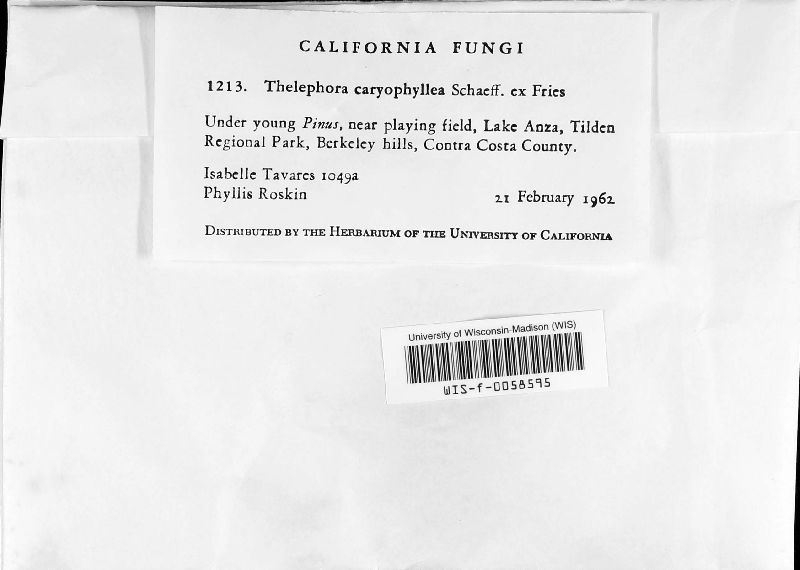 CALIFORNIA FUNGI
1213. Thelephora caryophyllea Schaeff. ex Fries
Under young Pinus, near playing field, Lake Anza, Tilden
Regional Park, Berkeley hills, Contra Costa County.
Isabelle Tavares 1049a
Phyllis Roskin
21 February 1962
DISTRIBUTED BY THE HERBARIUM OF THE UNIVERSITY OF CALIFORNIA
University of Wisconsin-Madison (WIS)
WIS-f-0058595